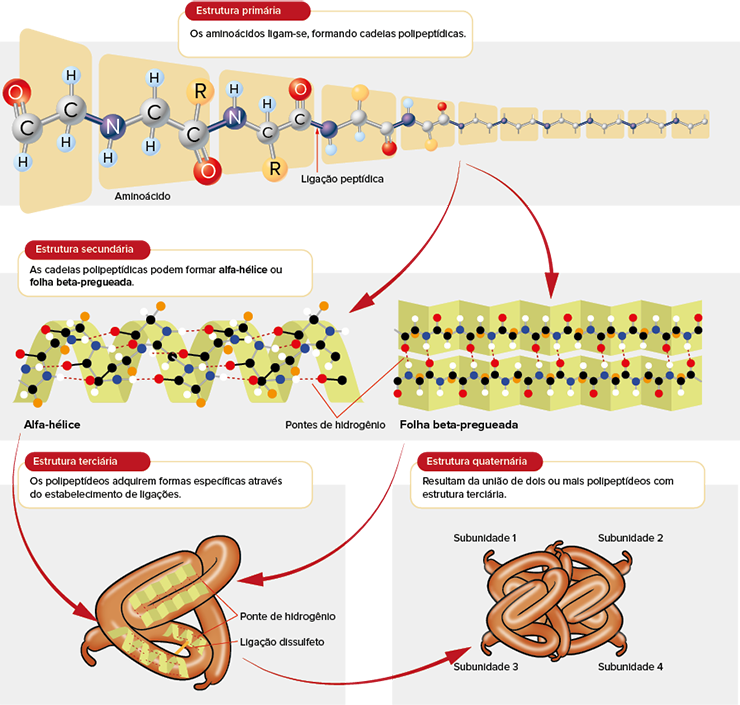 Estrutura primária
Os aminoácidos ligam-se, formando cadeias polipeptídicas.
H
H
R
H
O
O
C
C
N
C
C
N
C
C
H
H
H
H
O
R
Aminoácido
Ligação peptídica
Estrutura secundária
As cadeias polipeptídicas podem formar alfa-hélice ou
folha beta-pregueada.
Alfa-hélice
Pontes de hidrogênio
Folha beta-pregueada
Estrutura terciária
Os polipeptídeos adquirem formas específicas através
do estabelecimento de ligações.
Ponte de hidrogênio
Ligação dissulfeto
Estrutura quaternária
Resultam da união de dois ou mais polipeptídeos com
estrutura terciária.
Subunidade 1
Subunidade 2
Subunidade 3
Subunidade 4